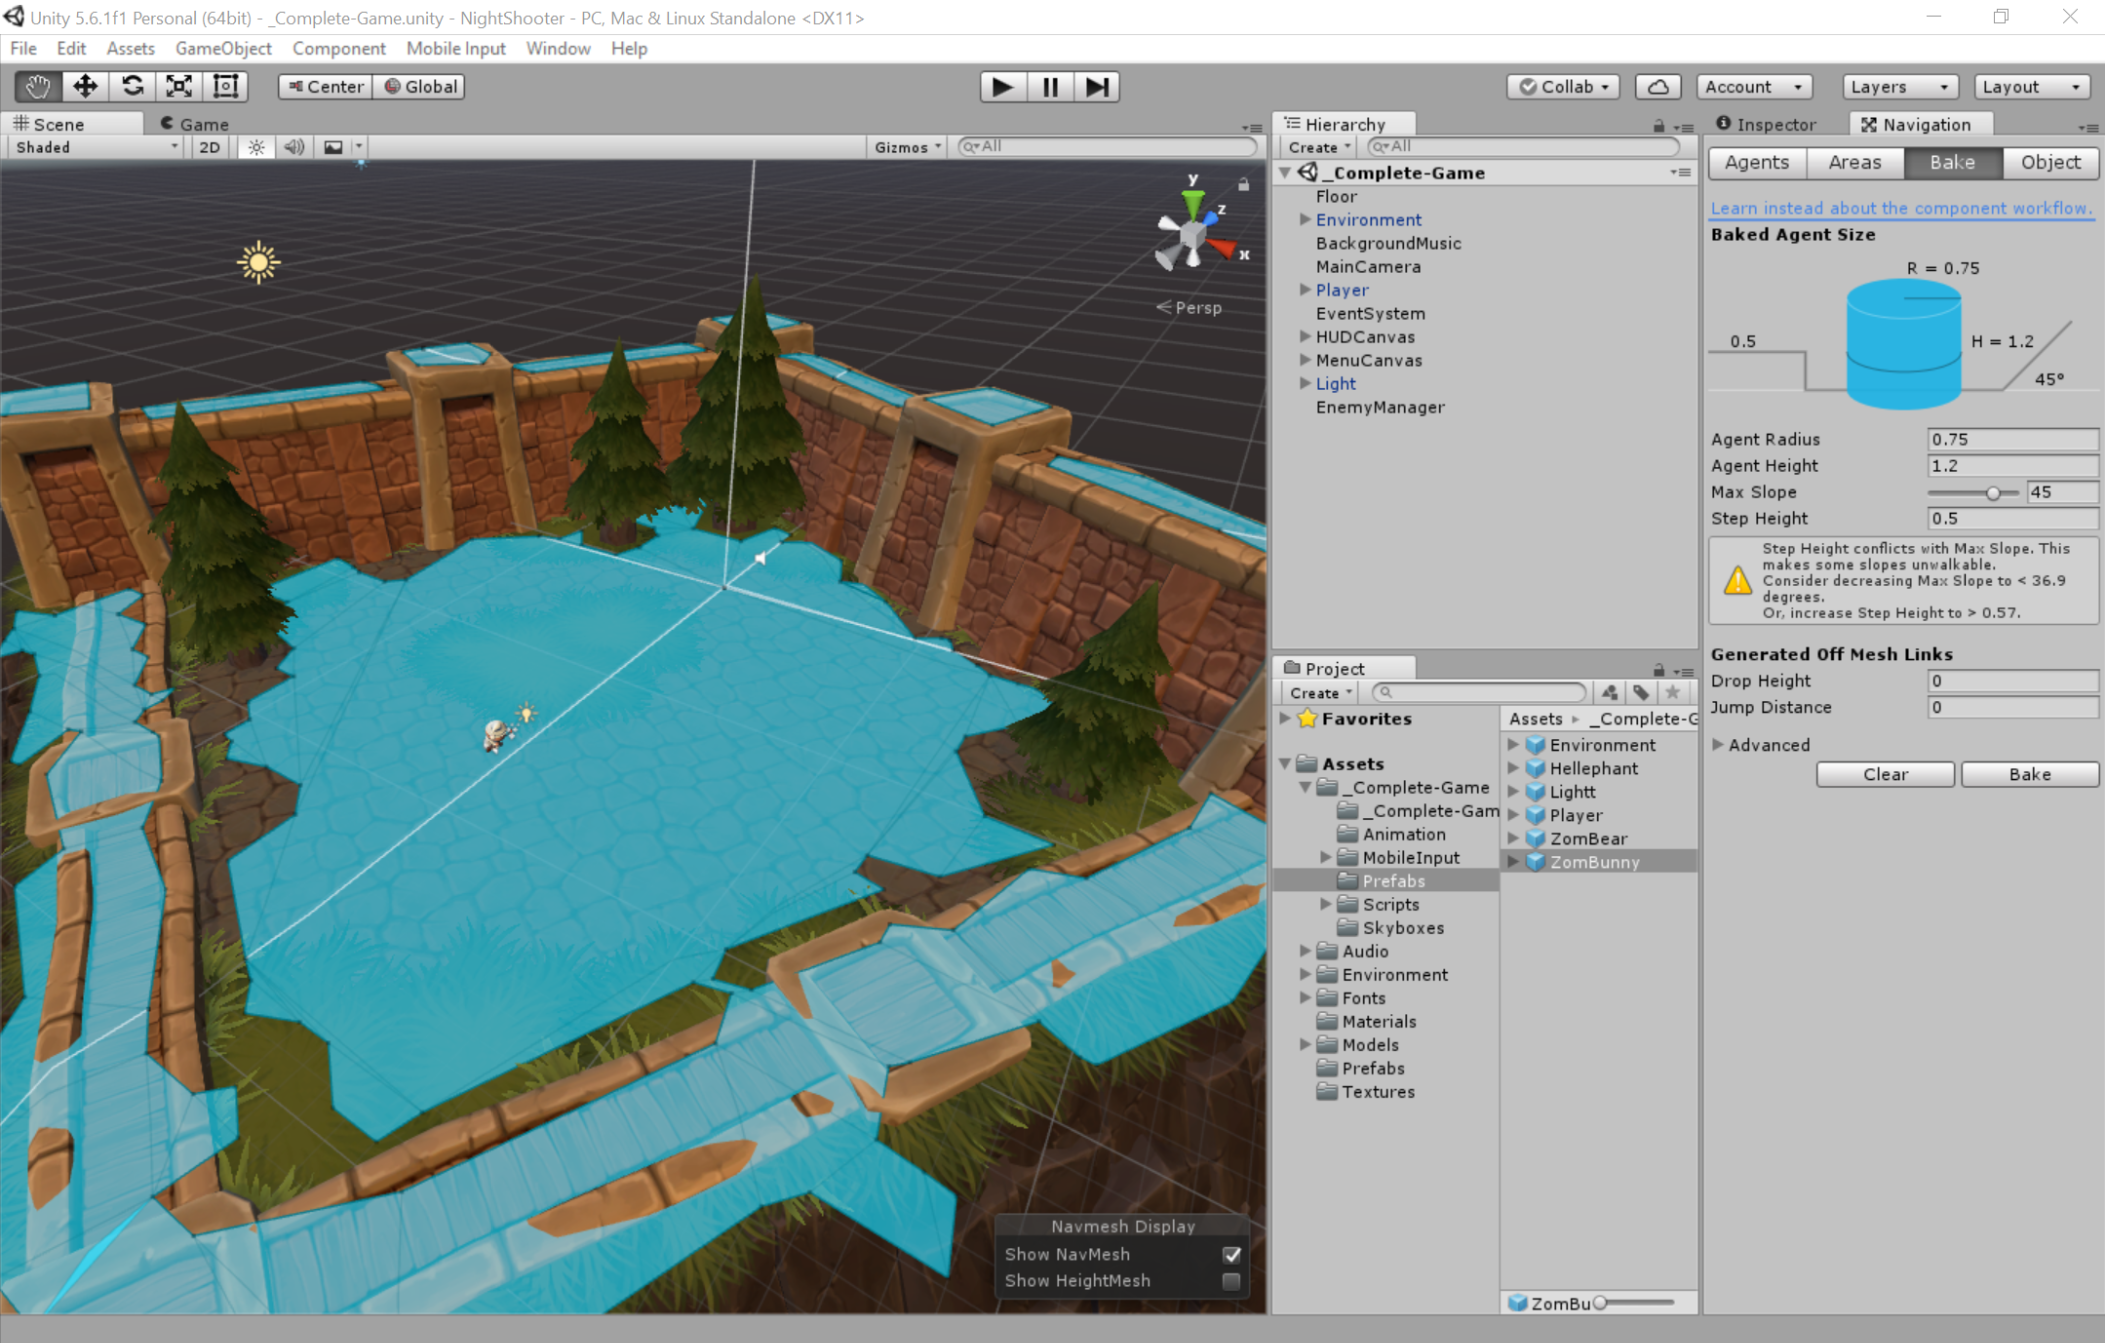 Unity 5.6.1f1 Personal (64bit) - _Complete-Game.unity - NightShooter - PC, Mac & Linux Standalone <DX11>
File Edit Assets GameObject Component Mobile Input Window Help
Center Global Collab Account Layers Layout
Scene Game
Shaded 2D Gizmos All
y
z
x
Persp
Navmesh Display
Show NavMesh
Show HeightMesh
Hierarchy
Create All
_Complete-Game
Floor
Environment
BackgroundMusic
MainCamera
Player
EventSystem
HUDCanvas
MenuCanvas
Light
EnemyManager
Project
Create
Favorites
Assets
_Complete-Game
_Complete-Gam
Animation
MobileInput
Prefabs
Scripts
Skyboxes
Audio
Environment
Fonts
Materials
Models
Prefabs
Textures
Assets _Complete-G
Environment
Hellephant
Lightt
Player
ZomBear
ZomBunny
ZomBu
Inspector Navigation
Agents Areas Bake Object
Learn instead about the component workflow.
Baked Agent Size
R = 0.75
0.5
H = 1.2
45°
Agent Radius 0.75
Agent Height 1.2
Max Slope 45
Step Height 0.5
Step Height conflicts with Max Slope. This
makes some slopes unwalkable.
Consider decreasing Max Slope to < 36.9
degrees.
Or, increase Step Height to > 0.57.
Generated Off Mesh Links
Drop Height 0
Jump Distance 0
Advanced
Clear Bake